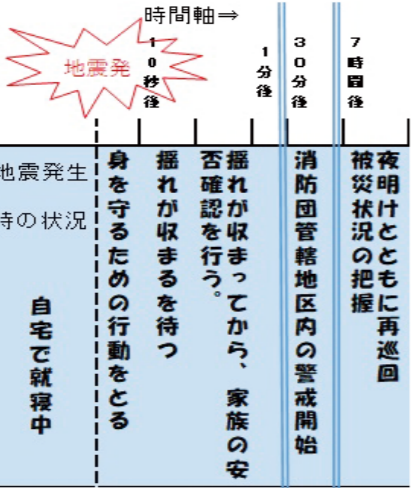 時間軸⇒
地震発
10秒後
1分後
30分後
7時間後
地震発生
時の状況
自宅で就寝中
身を守るための行動をとる
揺れが収まるを待つ
揺れが収まってから、家族の安
否確認を行う。
消防団管轄地区内の警戒開始
夜明けとともに再巡回
被災状況の把握